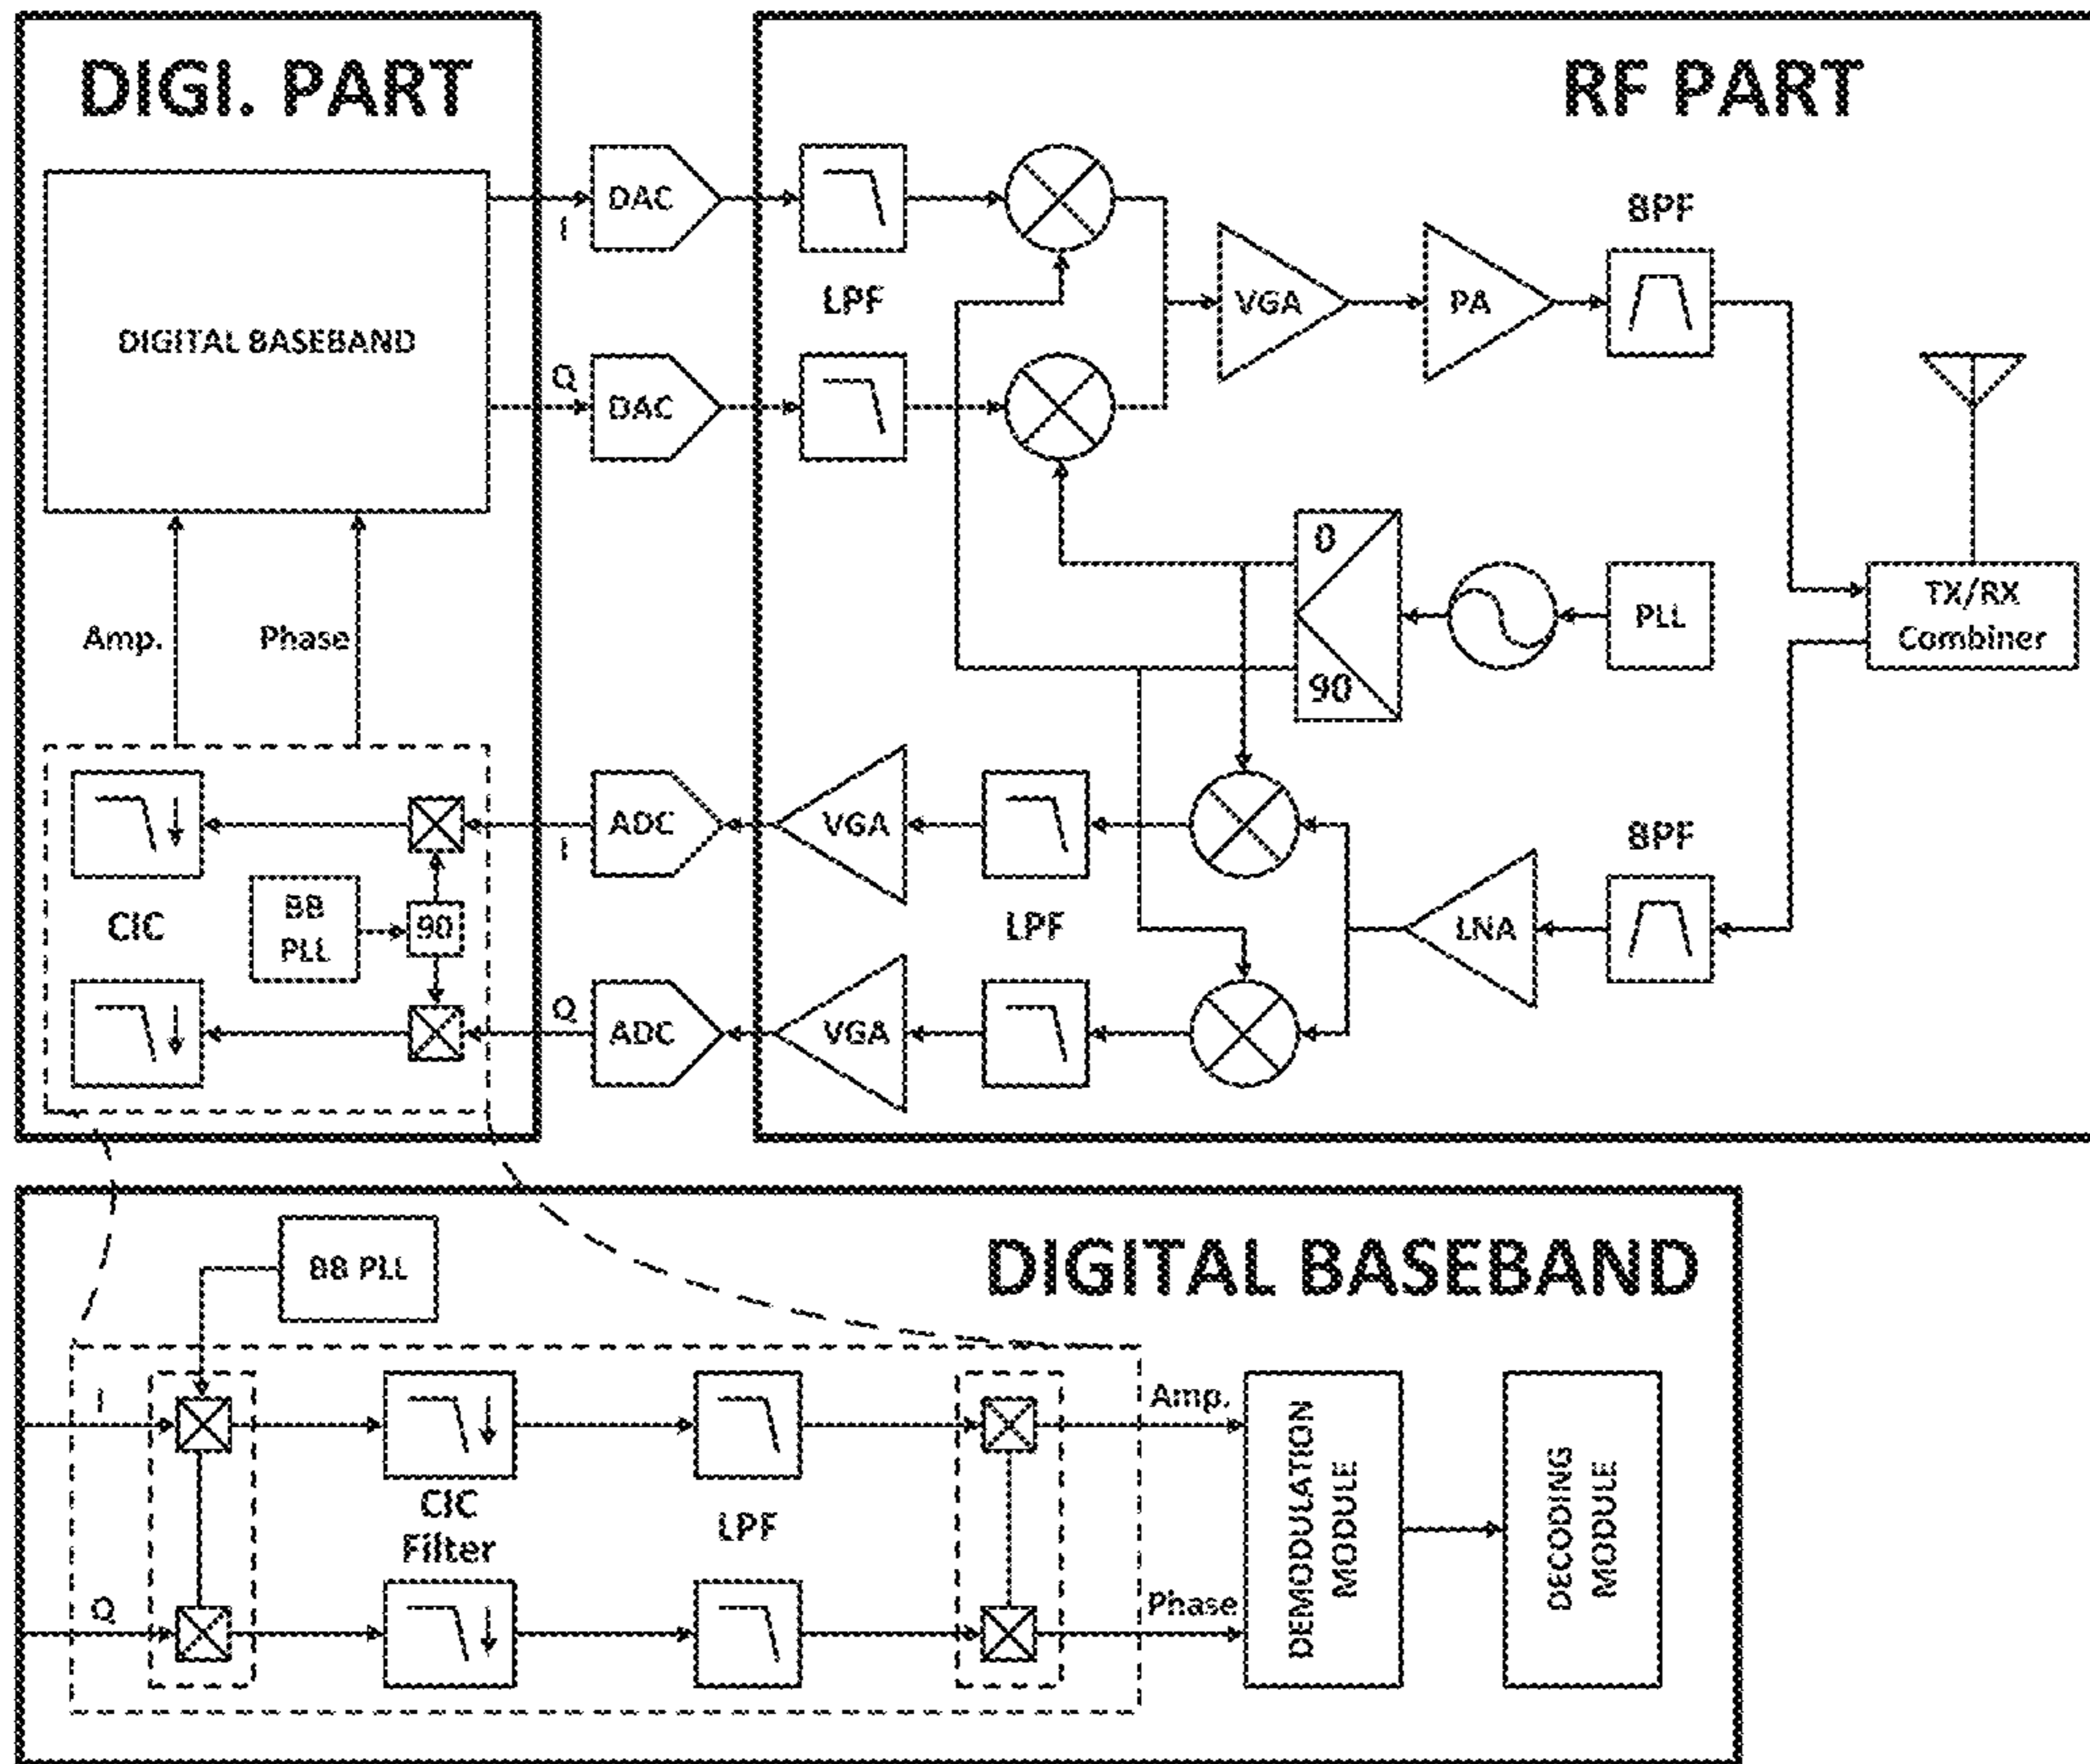 DIGI. PART
RF PART
DIGITAL BASEBAND
I
DAC
LPF
Q
DAC
VGA
PA
BPF
0
90
PLL
TX/RX
Combiner
Amp.
Phase
CIC
BB
PLL
90
I
ADC
VGA
LPF
LNA
BPF
Q
ADC
VGA
DIGITAL BASEBAND
BB PLL
I
CIC
Filter
LPF
Q
Amp.
Phase
DEMODULATION
MODULE
DECODING
MODULE